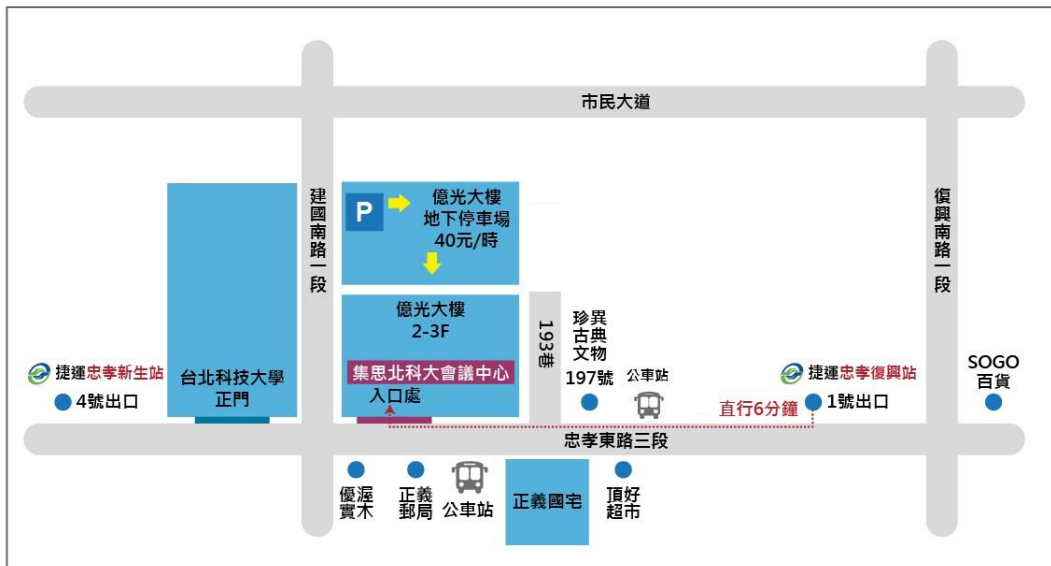 市民大道
建國南路一段
復興南路一段
P
億光大樓
地下停車場
40元/時
億光大樓
2-3F
集思北科大會議中心
入口處
193巷
珍異
古典
文物
197號
公車站
捷運忠孝新生站
4號出口
台北科技大學
正門
捷運忠孝復興站
1號出口
直行6分鐘
SOGO
百貨
忠孝東路三段
優渥
實木
正義
郵局
公車站
正義國宅
頂好
超市